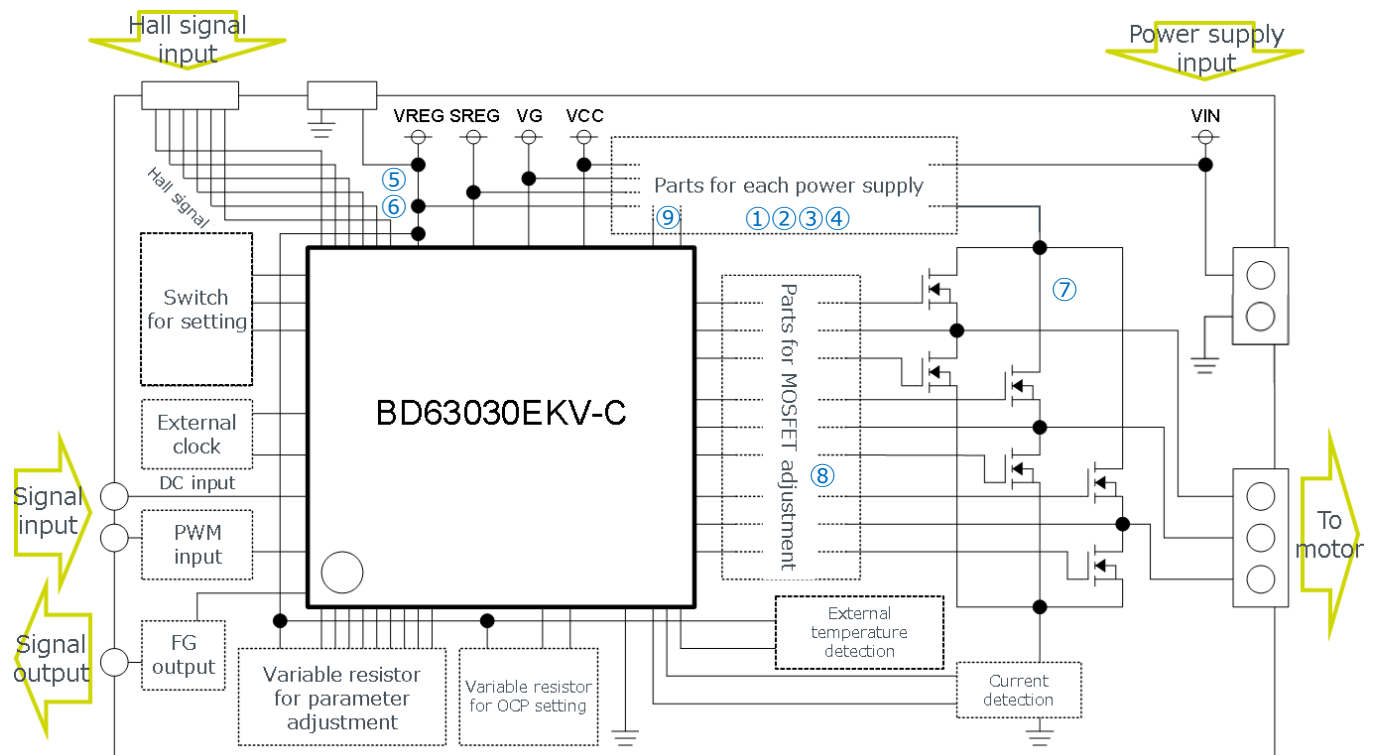 Hall signal
input
Power supply
input
VREG
SREG
VG
VCC
VIN
Hall signal
⑤
⑥
Parts for each power supply
⑨
①②③④
⑦
Switch
for setting
BD63030EKV-C
Parts for MOSFET adjustment
⑧
External
clock
DC input
Signal
input
PWM
input
To
motor
Signal
output
FG
output
Variable resistor
for parameter
adjustment
Variable resistor
for OCP setting
External
temperature
detection
Current
detection